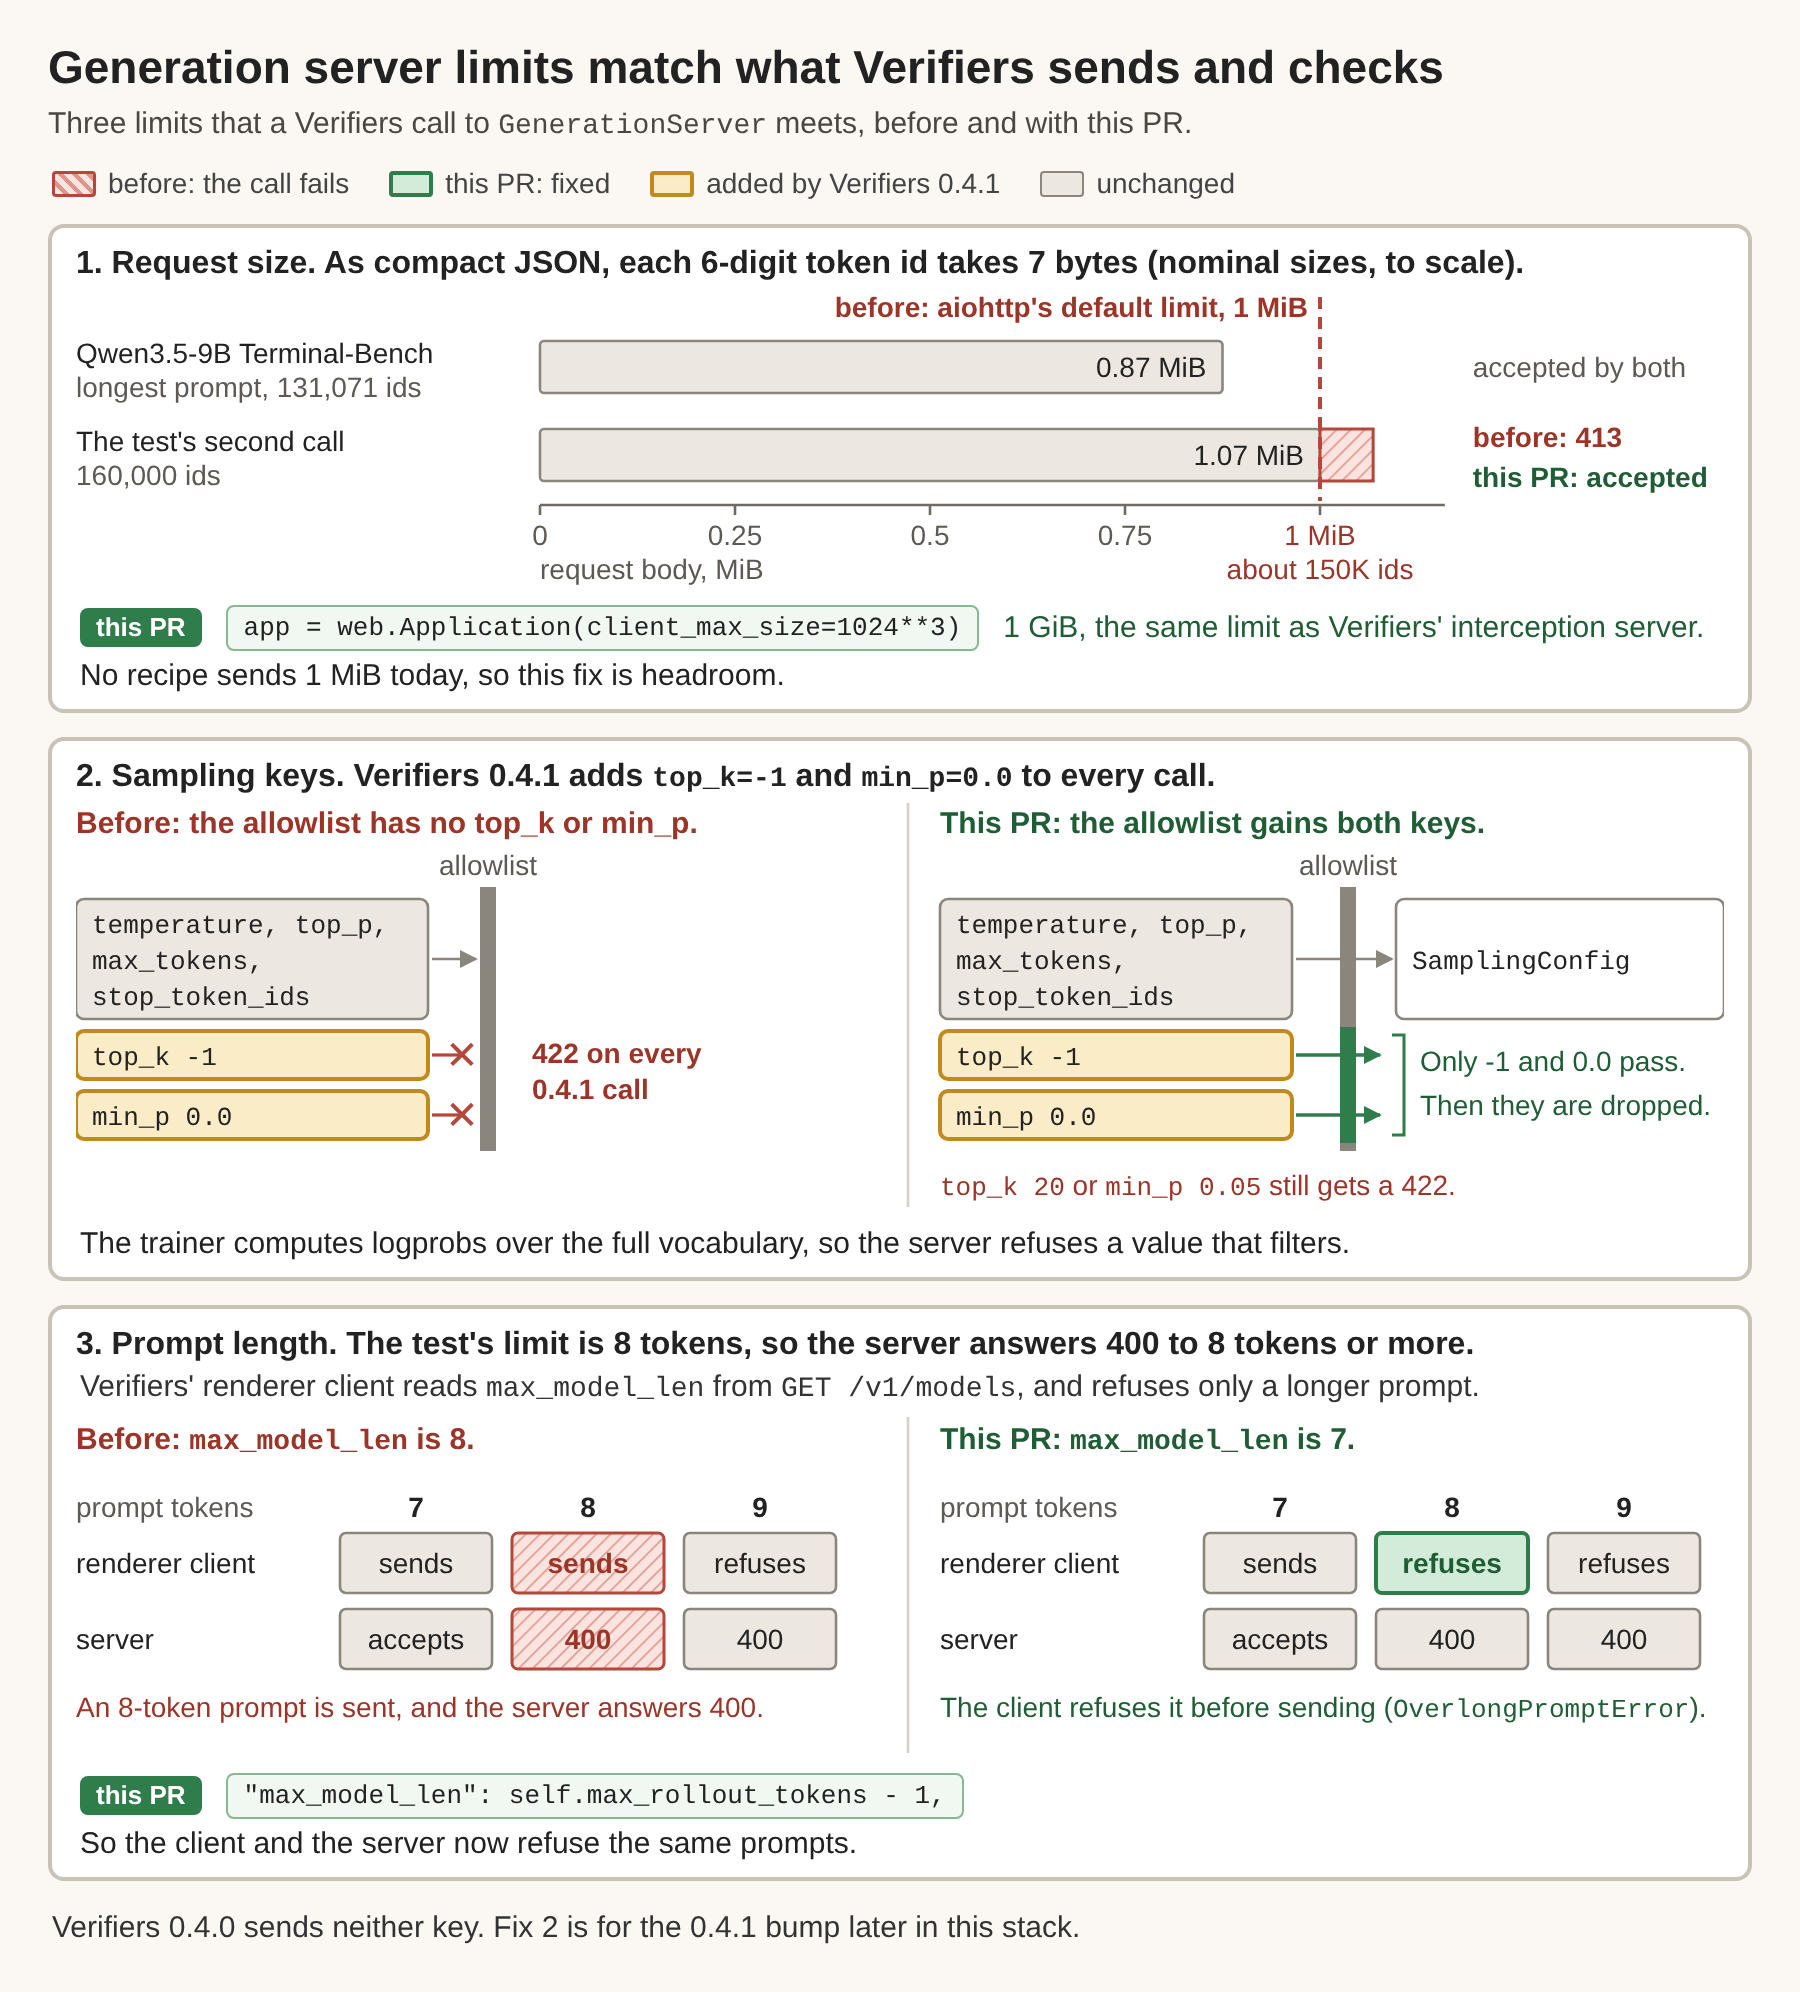 Generation server limits match what Verifiers sends and checks
Three limits that a Verifiers call to GenerationServer meets, before and with this PR.
before: the call fails
this PR: fixed
added by Verifiers 0.4.1
unchanged
1. Request size. As compact JSON, each 6-digit token id takes 7 bytes (nominal sizes, to scale).
before: aiohttp's default limit, 1 MiB
Qwen3.5-9B Terminal-Bench
longest prompt, 131,071 ids
0.87 MiB
accepted by both
The test's second call
160,000 ids
1.07 MiB
before: 413
this PR: accepted
0
0.25
0.5
0.75
1 MiB
request body, MiB
about 150K ids
this PR
app = web.Application(client_max_size=1024**3)
1 GiB, the same limit as Verifiers' interception server.
No recipe sends 1 MiB today, so this fix is headroom.
2. Sampling keys. Verifiers 0.4.1 adds top_k=-1 and min_p=0.0 to every call.
Before: the allowlist has no top_k or min_p.
allowlist
temperature, top_p,
max_tokens,
stop_token_ids
top_k -1
min_p 0.0
422 on every
0.4.1 call
This PR: the allowlist gains both keys.
allowlist
temperature, top_p,
max_tokens,
stop_token_ids
SamplingConfig
top_k -1
min_p 0.0
Only -1 and 0.0 pass.
Then they are dropped.
top_k 20 or min_p 0.05 still gets a 422.
The trainer computes logprobs over the full vocabulary, so the server refuses a value that filters.
3. Prompt length. The test's limit is 8 tokens, so the server answers 400 to 8 tokens or more.
Verifiers' renderer client reads max_model_len from GET /v1/models, and refuses only a longer prompt.
Before: max_model_len is 8.
prompt tokens
7
8
9
renderer client
sends
sends
refuses
server
accepts
400
400
An 8-token prompt is sent, and the server answers 400.
This PR: max_model_len is 7.
prompt tokens
7
8
9
renderer client
sends
refuses
refuses
server
accepts
400
400
The client refuses it before sending (OverlongPromptError).
this PR
"max_model_len": self.max_rollout_tokens - 1,
So the client and the server now refuse the same prompts.
Verifiers 0.4.0 sends neither key. Fix 2 is for the 0.4.1 bump later in this stack.